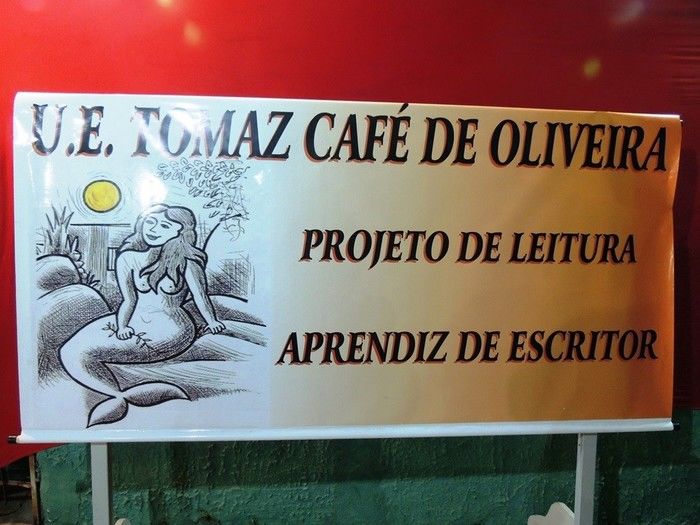 U.E. TOMAZ CAFÉ DE OLIVEIRA
PROJETO DE LEITURA
APRENDIZ DE ESCRITOR